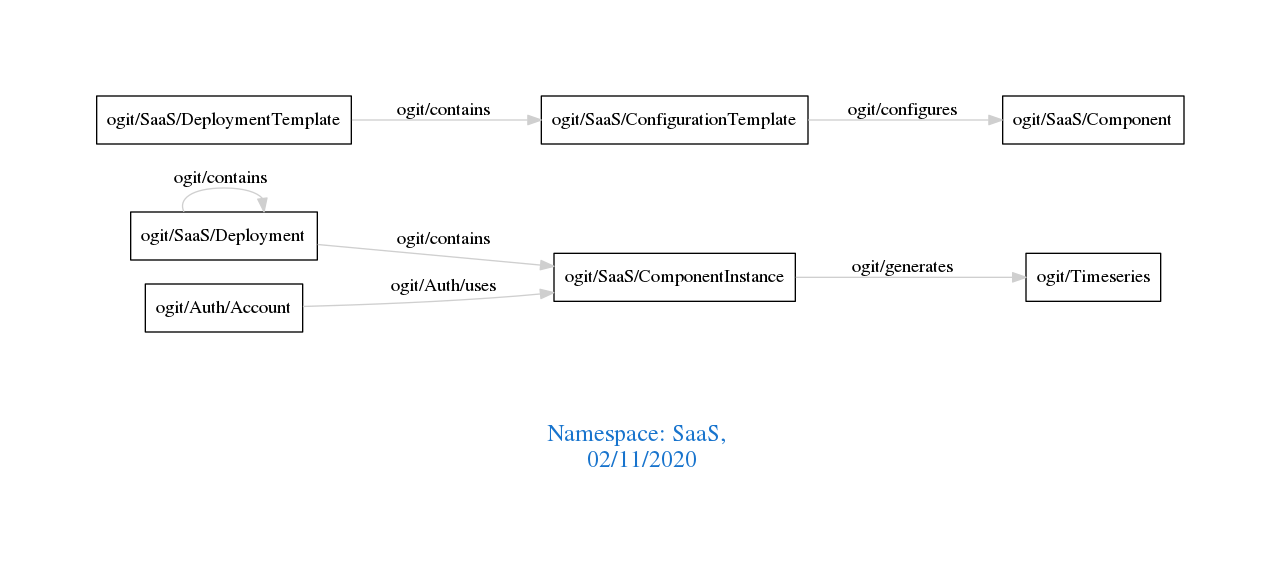 ogit/SaaS/DeploymentTemplate
ogit/contains
ogit/SaaS/ConfigurationTemplate
ogit/configures
ogit/SaaS/Component
ogit/contains
ogit/SaaS/Deployment
ogit/contains
ogit/Auth/uses
ogit/Auth/Account
ogit/SaaS/ComponentInstance
ogit/generates
ogit/Timeseries
Namespace: SaaS,
02/11/2020